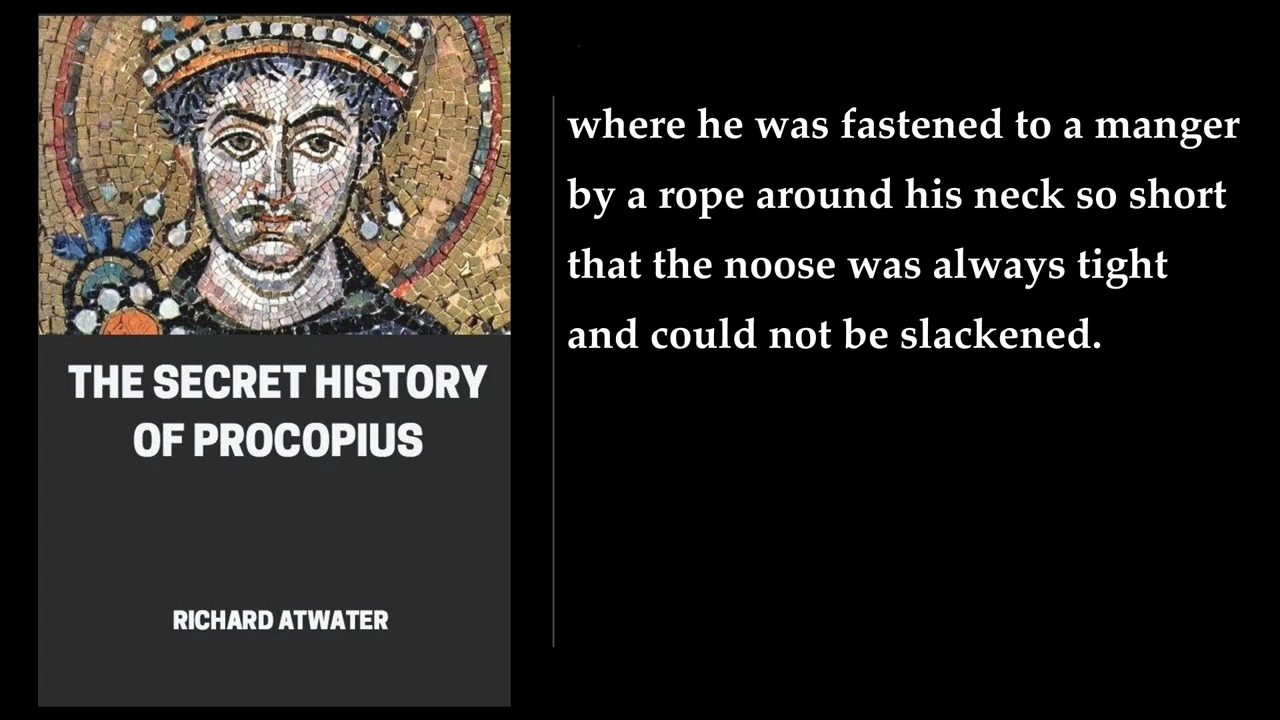 THE SECRET HISTORY
OF PROCOPIUS
RICHARD ATWATER
where he was fastened to a manger
by a rope around his neck so short
that the noose was always tight
and could not be slackened.